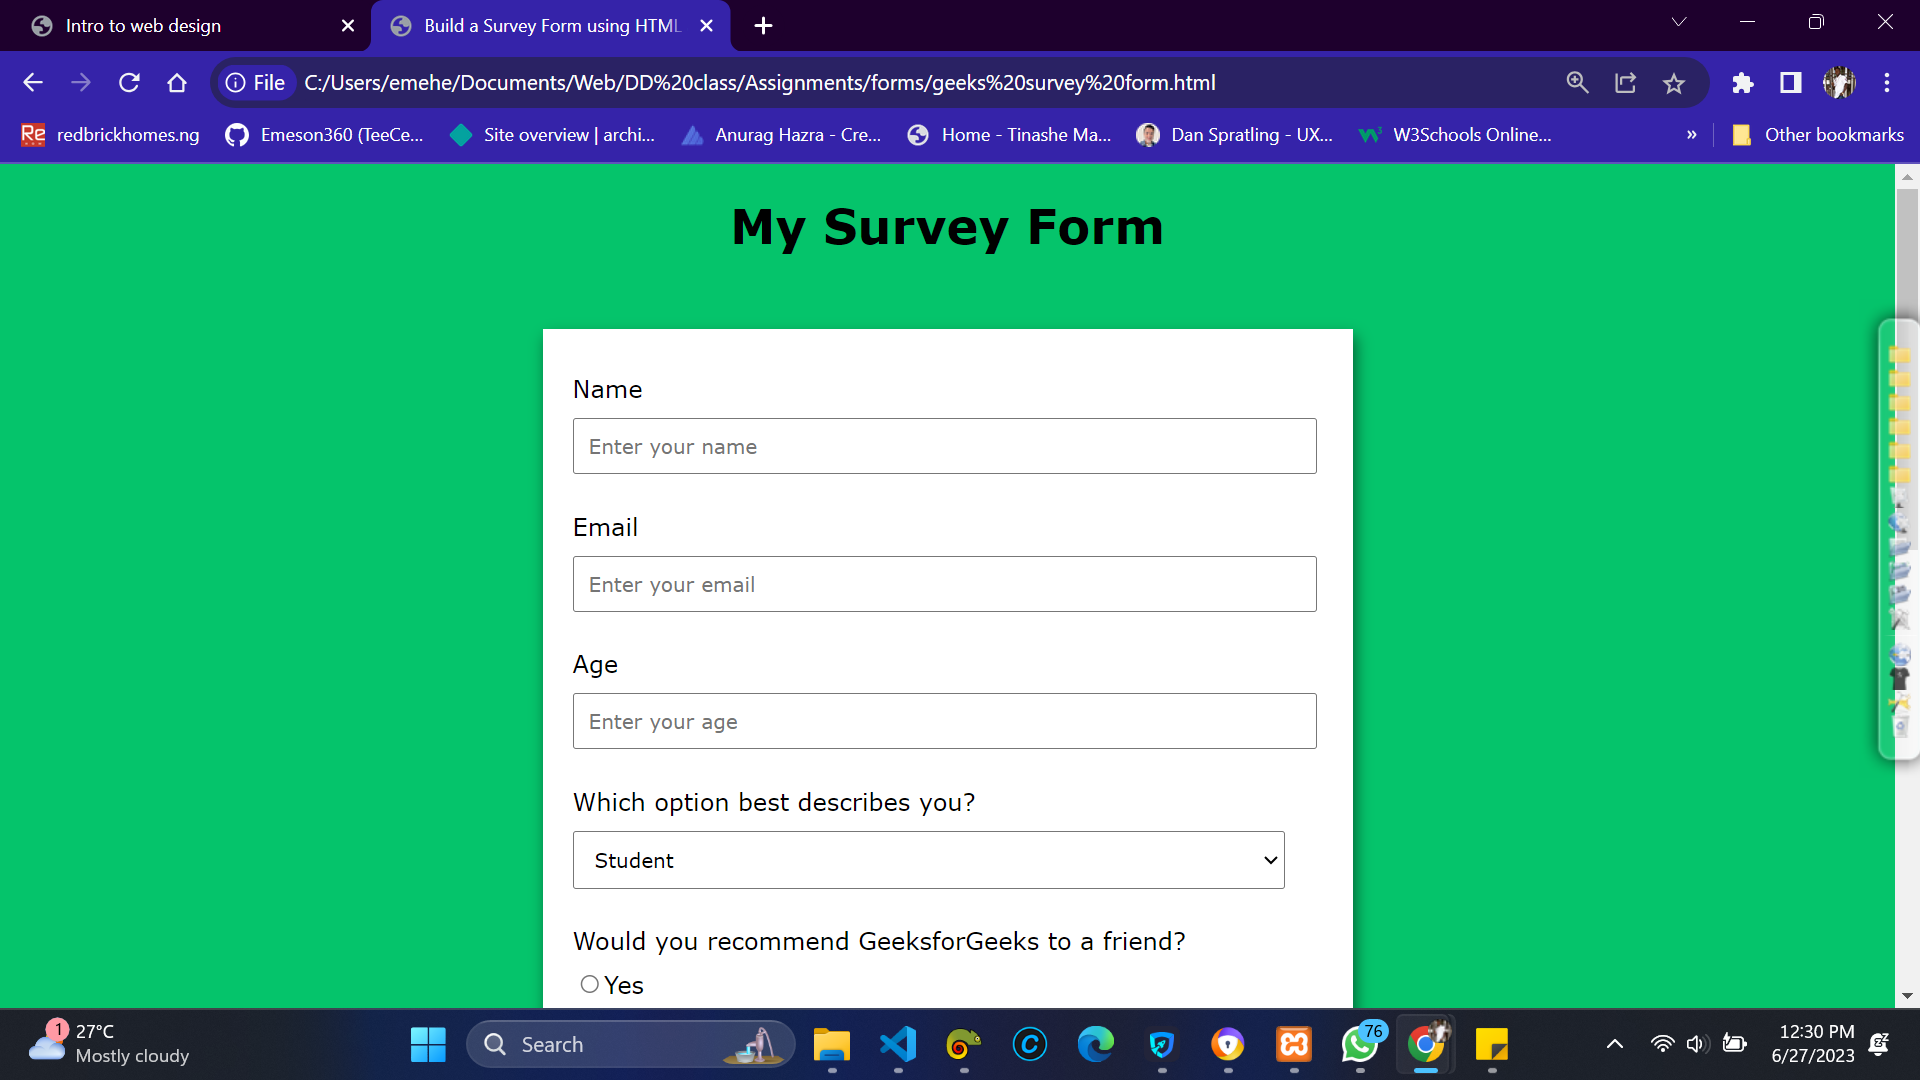 Intro to web design
Build a Survey Form using HTML
File C:/Users/emehe/Documents/Web/DD%20class/Assignments/forms/geeks%20survey%20form.html
Re redbrickhomes.ng
Emeson360 (TeeCe...
Site overview | archi...
Anurag Hazra - Cre...
Home - Tinashe Ma...
Dan Spratling - UX...
W3Schools Online...
»
Other bookmarks
My Survey Form
Name
Enter your name
Email
Enter your email
Age
Enter your age
Which option best describes you?
Student
Would you recommend GeeksforGeeks to a friend?
Yes
1
27°C
Mostly cloudy
Search
76
12:30 PM
6/27/2023